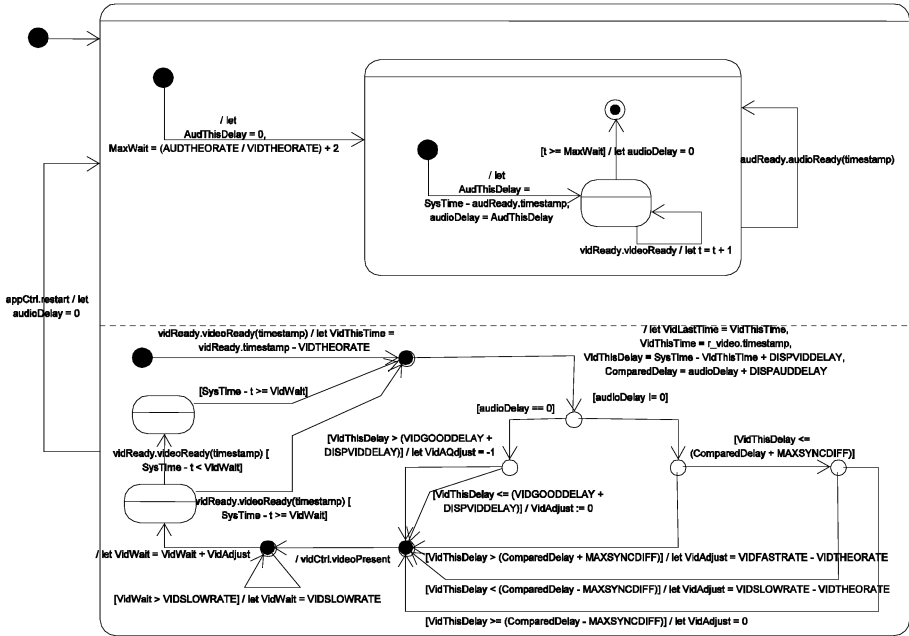 / let
AudThisDelay = 0,
MaxWait = (AUDTHEORATE / VIDTHEORATE) + 2
[t >= MaxWait] / let audioDelay = 0
audReady.audioReady(timestamp)
/ let
AudThisDelay =
SysTime - audReady.timestamp,
audioDelay = AudThisDelay
vidReady.videoReady / let t = t + 1
appCtrl.restart / let
audioDelay = 0
vidReady.videoReady(timestamp) / let VidThisTime =
vidReady.timestamp - VIDTHEORATE
/ let VidLastTime = VidThisTime,
VidThisTime = r_video.timestamp,
VidThisDelay = SysTime - VidThisTime + DISPVIDDELAY,
ComparedDelay = audioDelay + DISPAUDDELAY
[SysTime - t >= VidWait]
[audioDelay == 0]
[audioDelay != 0]
[VidThisDelay > (VIDGOODDELAY +
DISPVIDDELAY)] / let VidAQdjust = -1
[VidThisDelay <=
(ComparedDelay + MAXSYNCDIFF)]
vidReady.videoReady(timestamp) [
SysTime - t < VidWait]
[VidThisDelay <= (VIDGOODDELAY +
DISPVIDDELAY)] / VidAdjust := 0
vidReady.videoReady(timestamp) [
SysTime - t >= VidWait]
/ let VidWait = VidWait + VidAdjust
/ vidCtrl.videoPresent
[VidThisDelay > (ComparedDelay + MAXSYNCDIFF)] / let VidAdjust = VIDFASTRATE - VIDTHEORATE
[VidThisDelay < (ComparedDelay - MAXSYNCDIFF)] / let VidAdjust = VIDSLOWRATE - VIDTHEORATE
[VidWait > VIDSLOWRATE] / let VidWait = VIDSLOWRATE
[VidThisDelay >= (ComparedDelay - MAXSYNCDIFF)] / let VidAdjust = 0